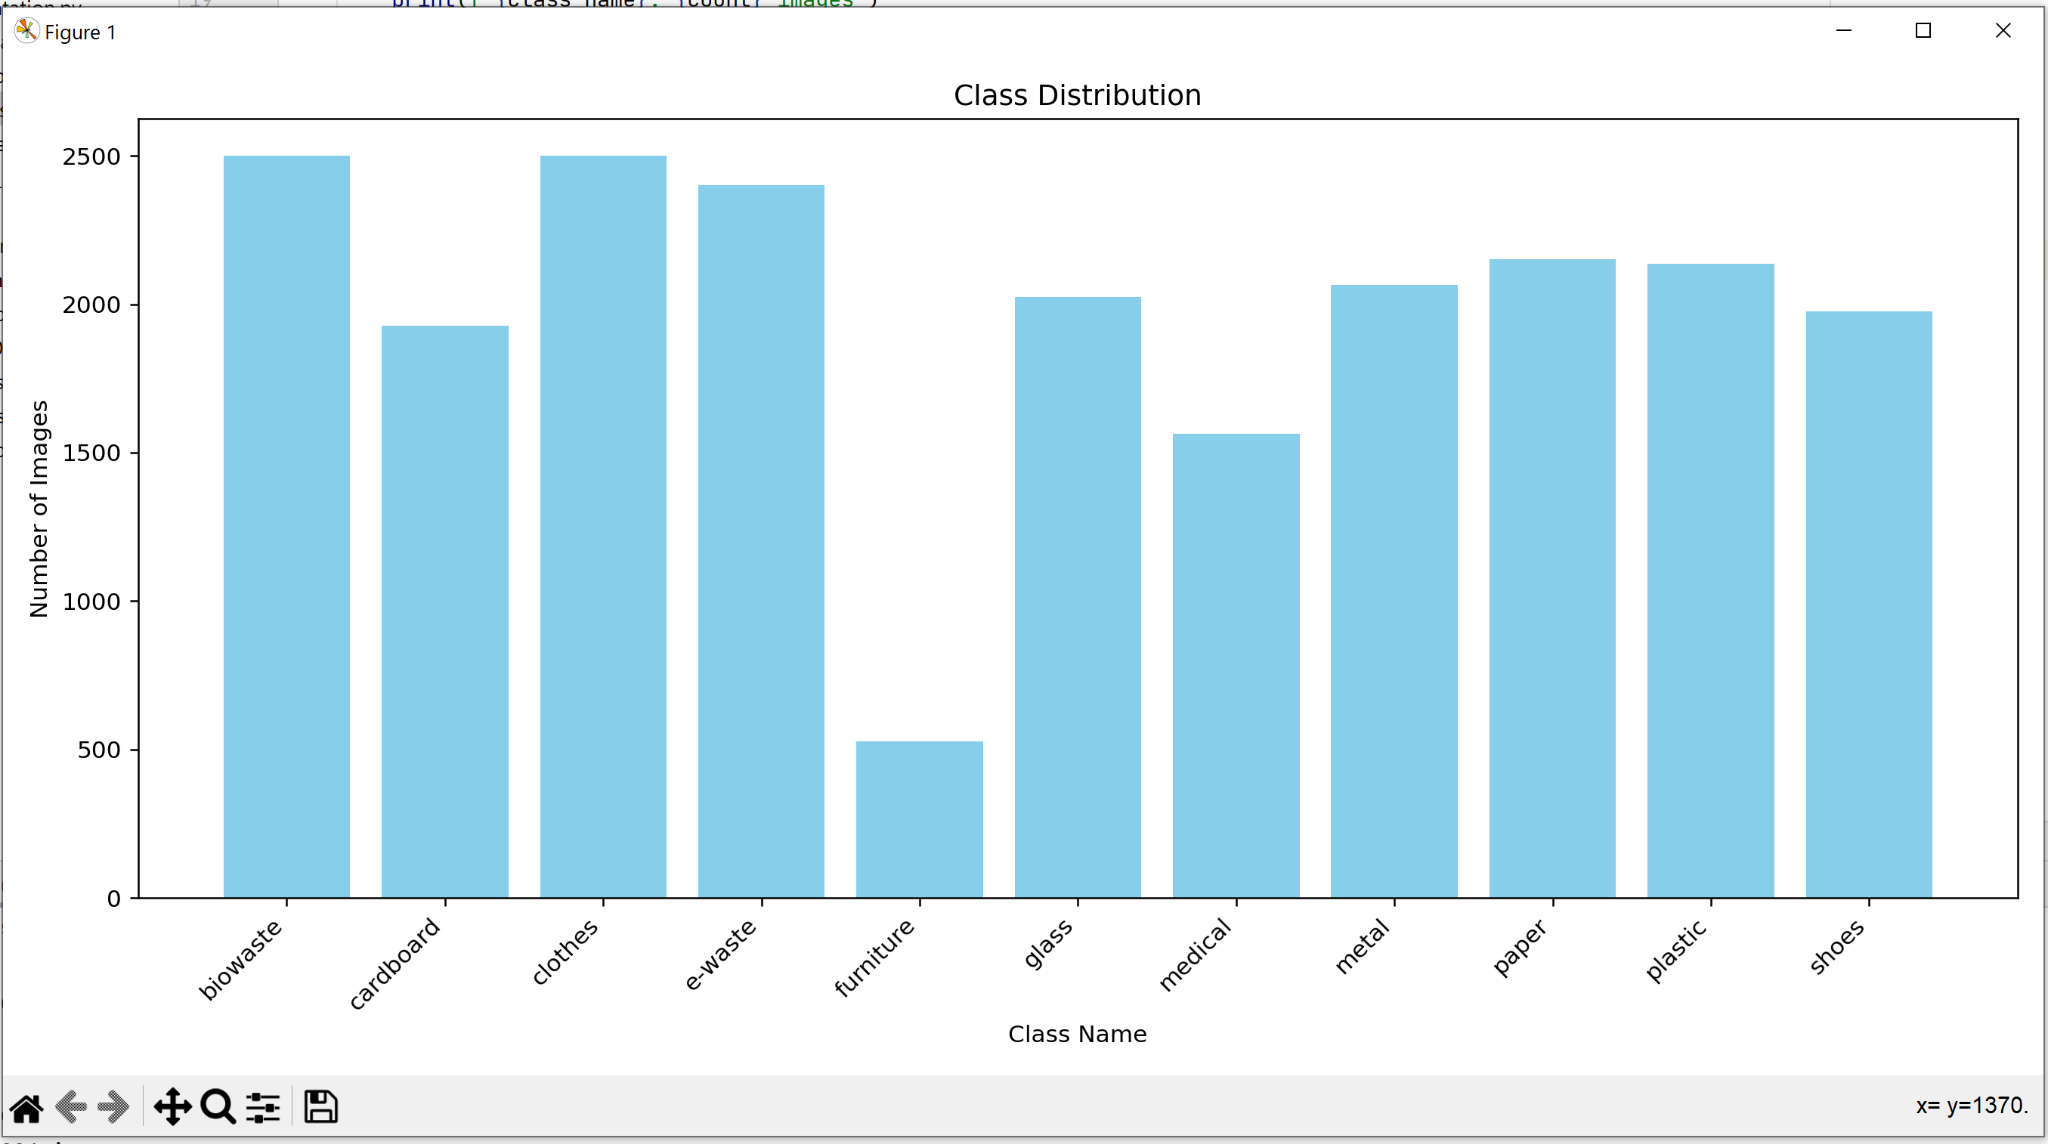 Figure 1
Class Distribution
2500
2000
1500
1000
500
0
Number of Images
biowaste
cardboard
clothes
e-waste
furniture
glass
medical
metal
paper
plastic
shoes
Class Name
x= y=1370.